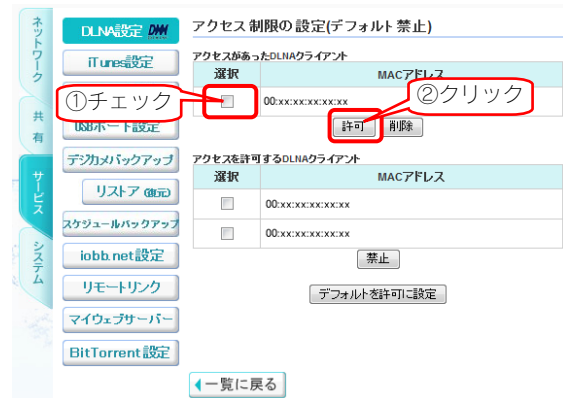 ネットワーク
共有
サービス
システム
DLNA設定
iTunes設定
USBポート設定
デジカメバックアップ
リストア(復元)
スケジュールバックアップ
iobb.net設定
リモートリンク
マイウェブサーバー
BitTorrent設定
アクセス制限の設定(デフォルト禁止)
アクセスがあったDLNAクライアント
選択 MACアドレス
①チェック
00:xx:xx:xx:xx:xx
②クリック
許可 削除
アクセスを許可するDLNAクライアント
選択 MACアドレス
00:xx:xx:xx:xx:xx
00:xx:xx:xx:xx:xx
禁止
デフォルトを許可に設定
一覧に戻る